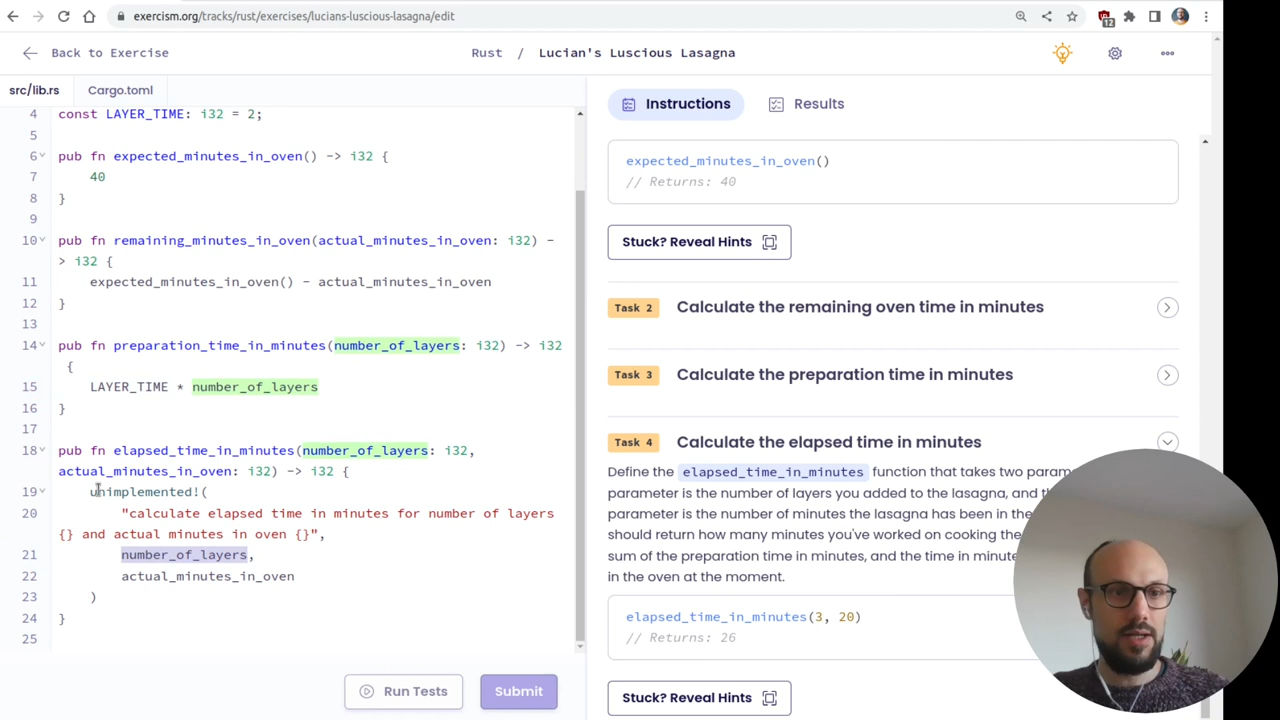 exercism.org/tracks/rust/exercises/lucians-luscious-lasagna/edit
12
Back to Exercise
Rust / Lucian's Luscious Lasagna
src/lib.rs Cargo.toml
4 const LAYER_TIME: i32 = 2;
5
6 pub fn expected_minutes_in_oven() -> i32 {
7 40
8 }
9
10 pub fn remaining_minutes_in_oven(actual_minutes_in_oven: i32) -
> i32 {
11 expected_minutes_in_oven() - actual_minutes_in_oven
12 }
13
14 pub fn preparation_time_in_minutes(number_of_layers: i32) -> i32
{
15 LAYER_TIME * number_of_layers
16 }
17
18 pub fn elapsed_time_in_minutes(number_of_layers: i32,
actual_minutes_in_oven: i32) -> i32 {
19 unimplemented!(
20 "calculate elapsed time in minutes for number of layers
{} and actual minutes in oven {}",
21 number_of_layers,
22 actual_minutes_in_oven
23 )
24 }
25
Run Tests
Submit
Instructions
Results
expected_minutes_in_oven()
// Returns: 40
Stuck? Reveal Hints
Task 2 Calculate the remaining oven time in minutes
Task 3 Calculate the preparation time in minutes
Task 4 Calculate the elapsed time in minutes
Define the elapsed_time_in_minutes function that takes two
parameter is the number of layers you added to the lasagna, and
parameter is the number of minutes the lasagna has been in the
should return how many minutes you've worked on cooking the
sum of the preparation time in minutes, and the time in
in the oven at the moment.
elapsed_time_in_minutes(3, 20)
// Returns: 26
Stuck? Reveal Hints